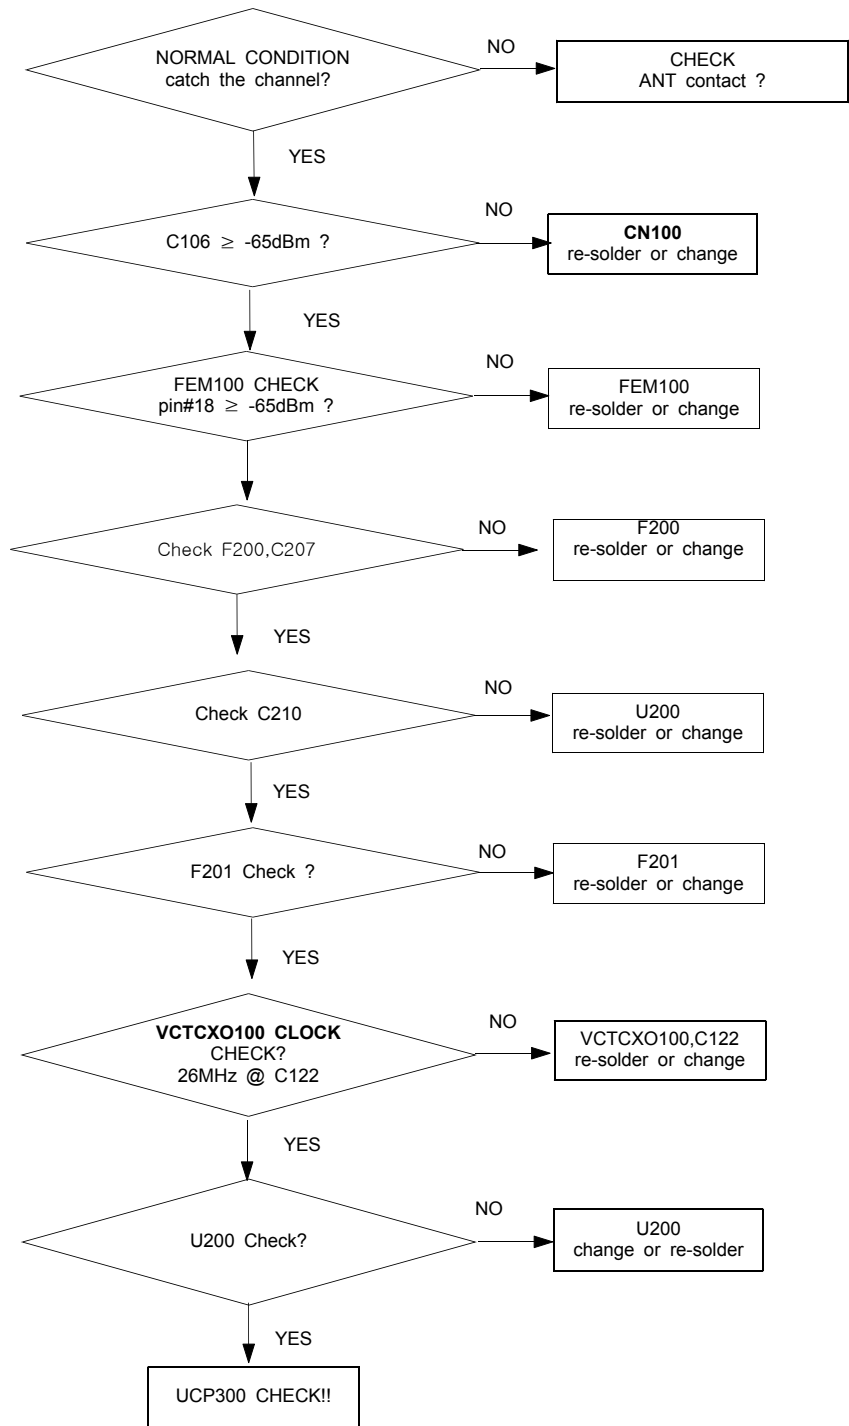 NORMAL CONDITION
catch the channel?
NO
CHECK
ANT contact ?
YES
C106 ≥ -65dBm ?
NO
CN100
re-solder or change
YES
FEM100 CHECK
pin#18 ≥ -65dBm ?
NO
FEM100
re-solder or change
Check F200,C207
NO
F200
re-solder or change
YES
Check C210
NO
U200
re-solder or change
YES
F201 Check ?
NO
F201
re-solder or change
YES
VCTCXO100 CLOCK
CHECK?
26MHz @ C122
NO
VCTCXO100,C122
re-solder or change
YES
U200 Check?
NO
U200
change or re-solder
YES
UCP300 CHECK!!